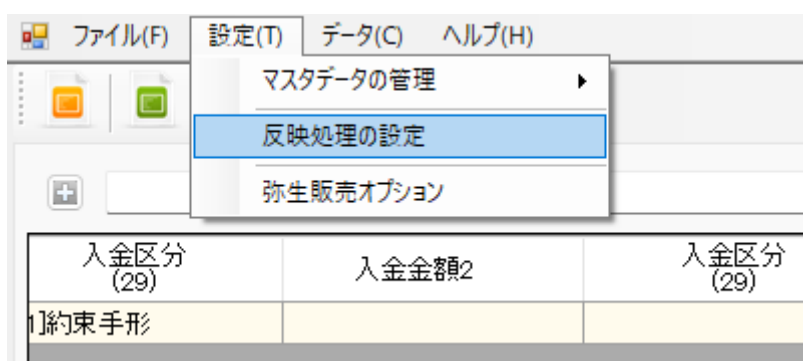 ファイル(F) 設定(T) データ(C) ヘルプ(H)
マスタデータの管理
反映処理の設定
弥生販売オプション
入金区分 (29) 入金金額2 入金区分 (29)
1]約束手形